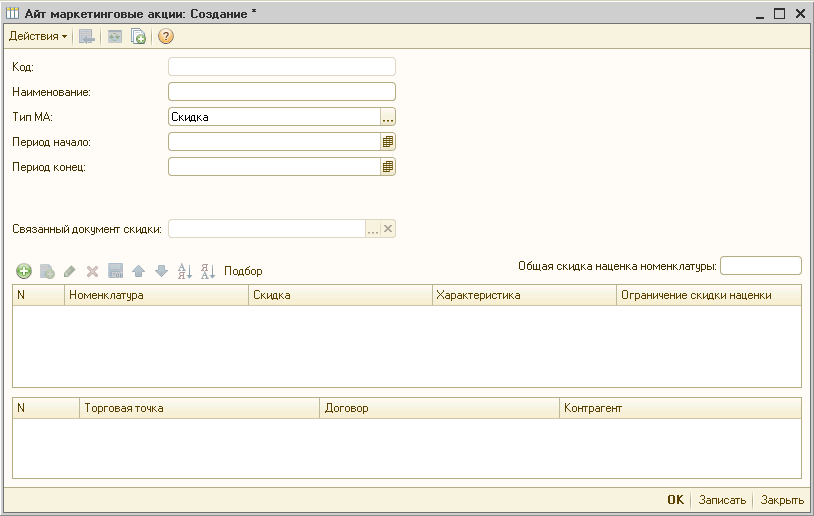 Айт маркетинговые акции: Создание *
Действия
Код:
Наименование:
Тип МА: Скидка ...
Период начало:
Период конец:
Связанный документ скидки: ...
Подбор Общая скидка наценка номенклатуры:
N Номенклатура Скидка Характеристика Ограничение скидки наценки
N Торговая точка Договор Контрагент
OK Записать Закрыть